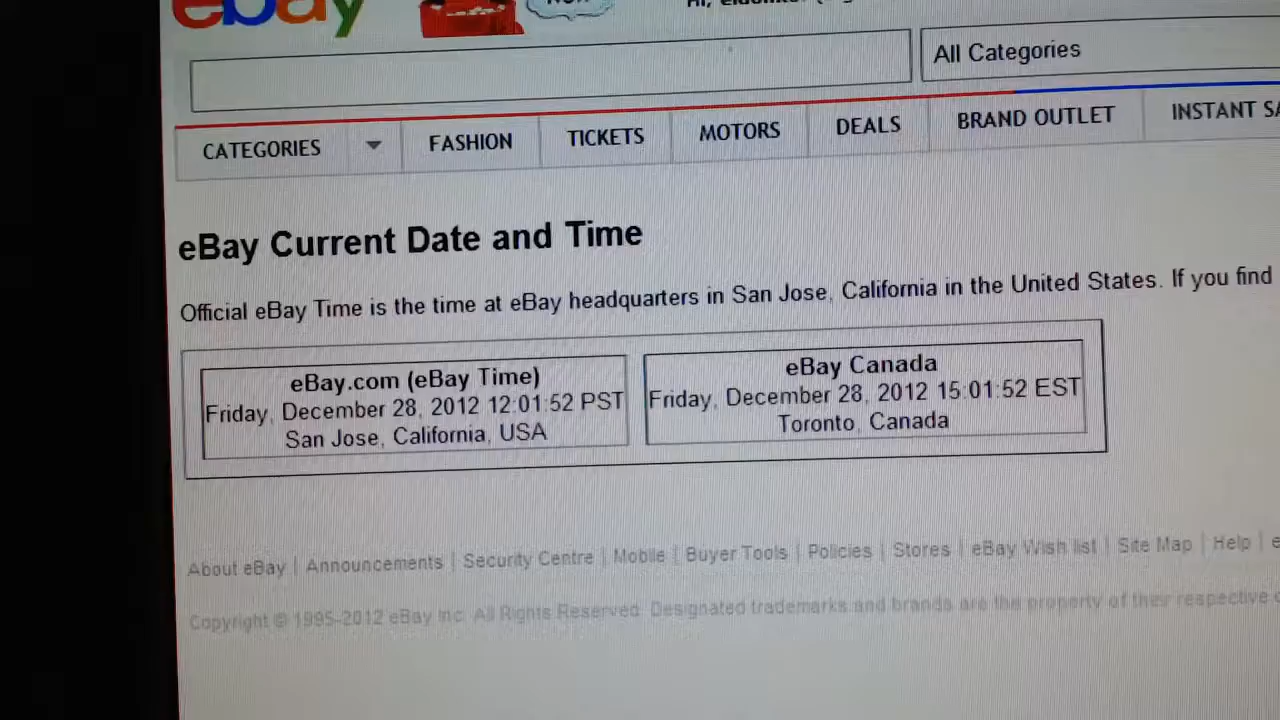 ebay
Hi,
All Categories
CATEGORIES FASHION TICKETS MOTORS DEALS BRAND OUTLET INSTANT
eBay Current Date and Time
Official eBay Time is the time at eBay headquarters in San Jose, California in the United States. If you find
eBay.com (eBay Time)
Friday, December 28, 2012 12:01:52 PST
San Jose, California, USA
eBay Canada
Friday, December 28, 2012 15:01:52 EST
Toronto, Canada
About eBay | Announcements | Security Centre | Mobile | Buyer Tools | Policies | Stores | eBay Wish list | Site Map | Help |
Copyright © 1995-2012 eBay Inc. All Rights Reserved. Designated trademarks and brands are the property of their respective